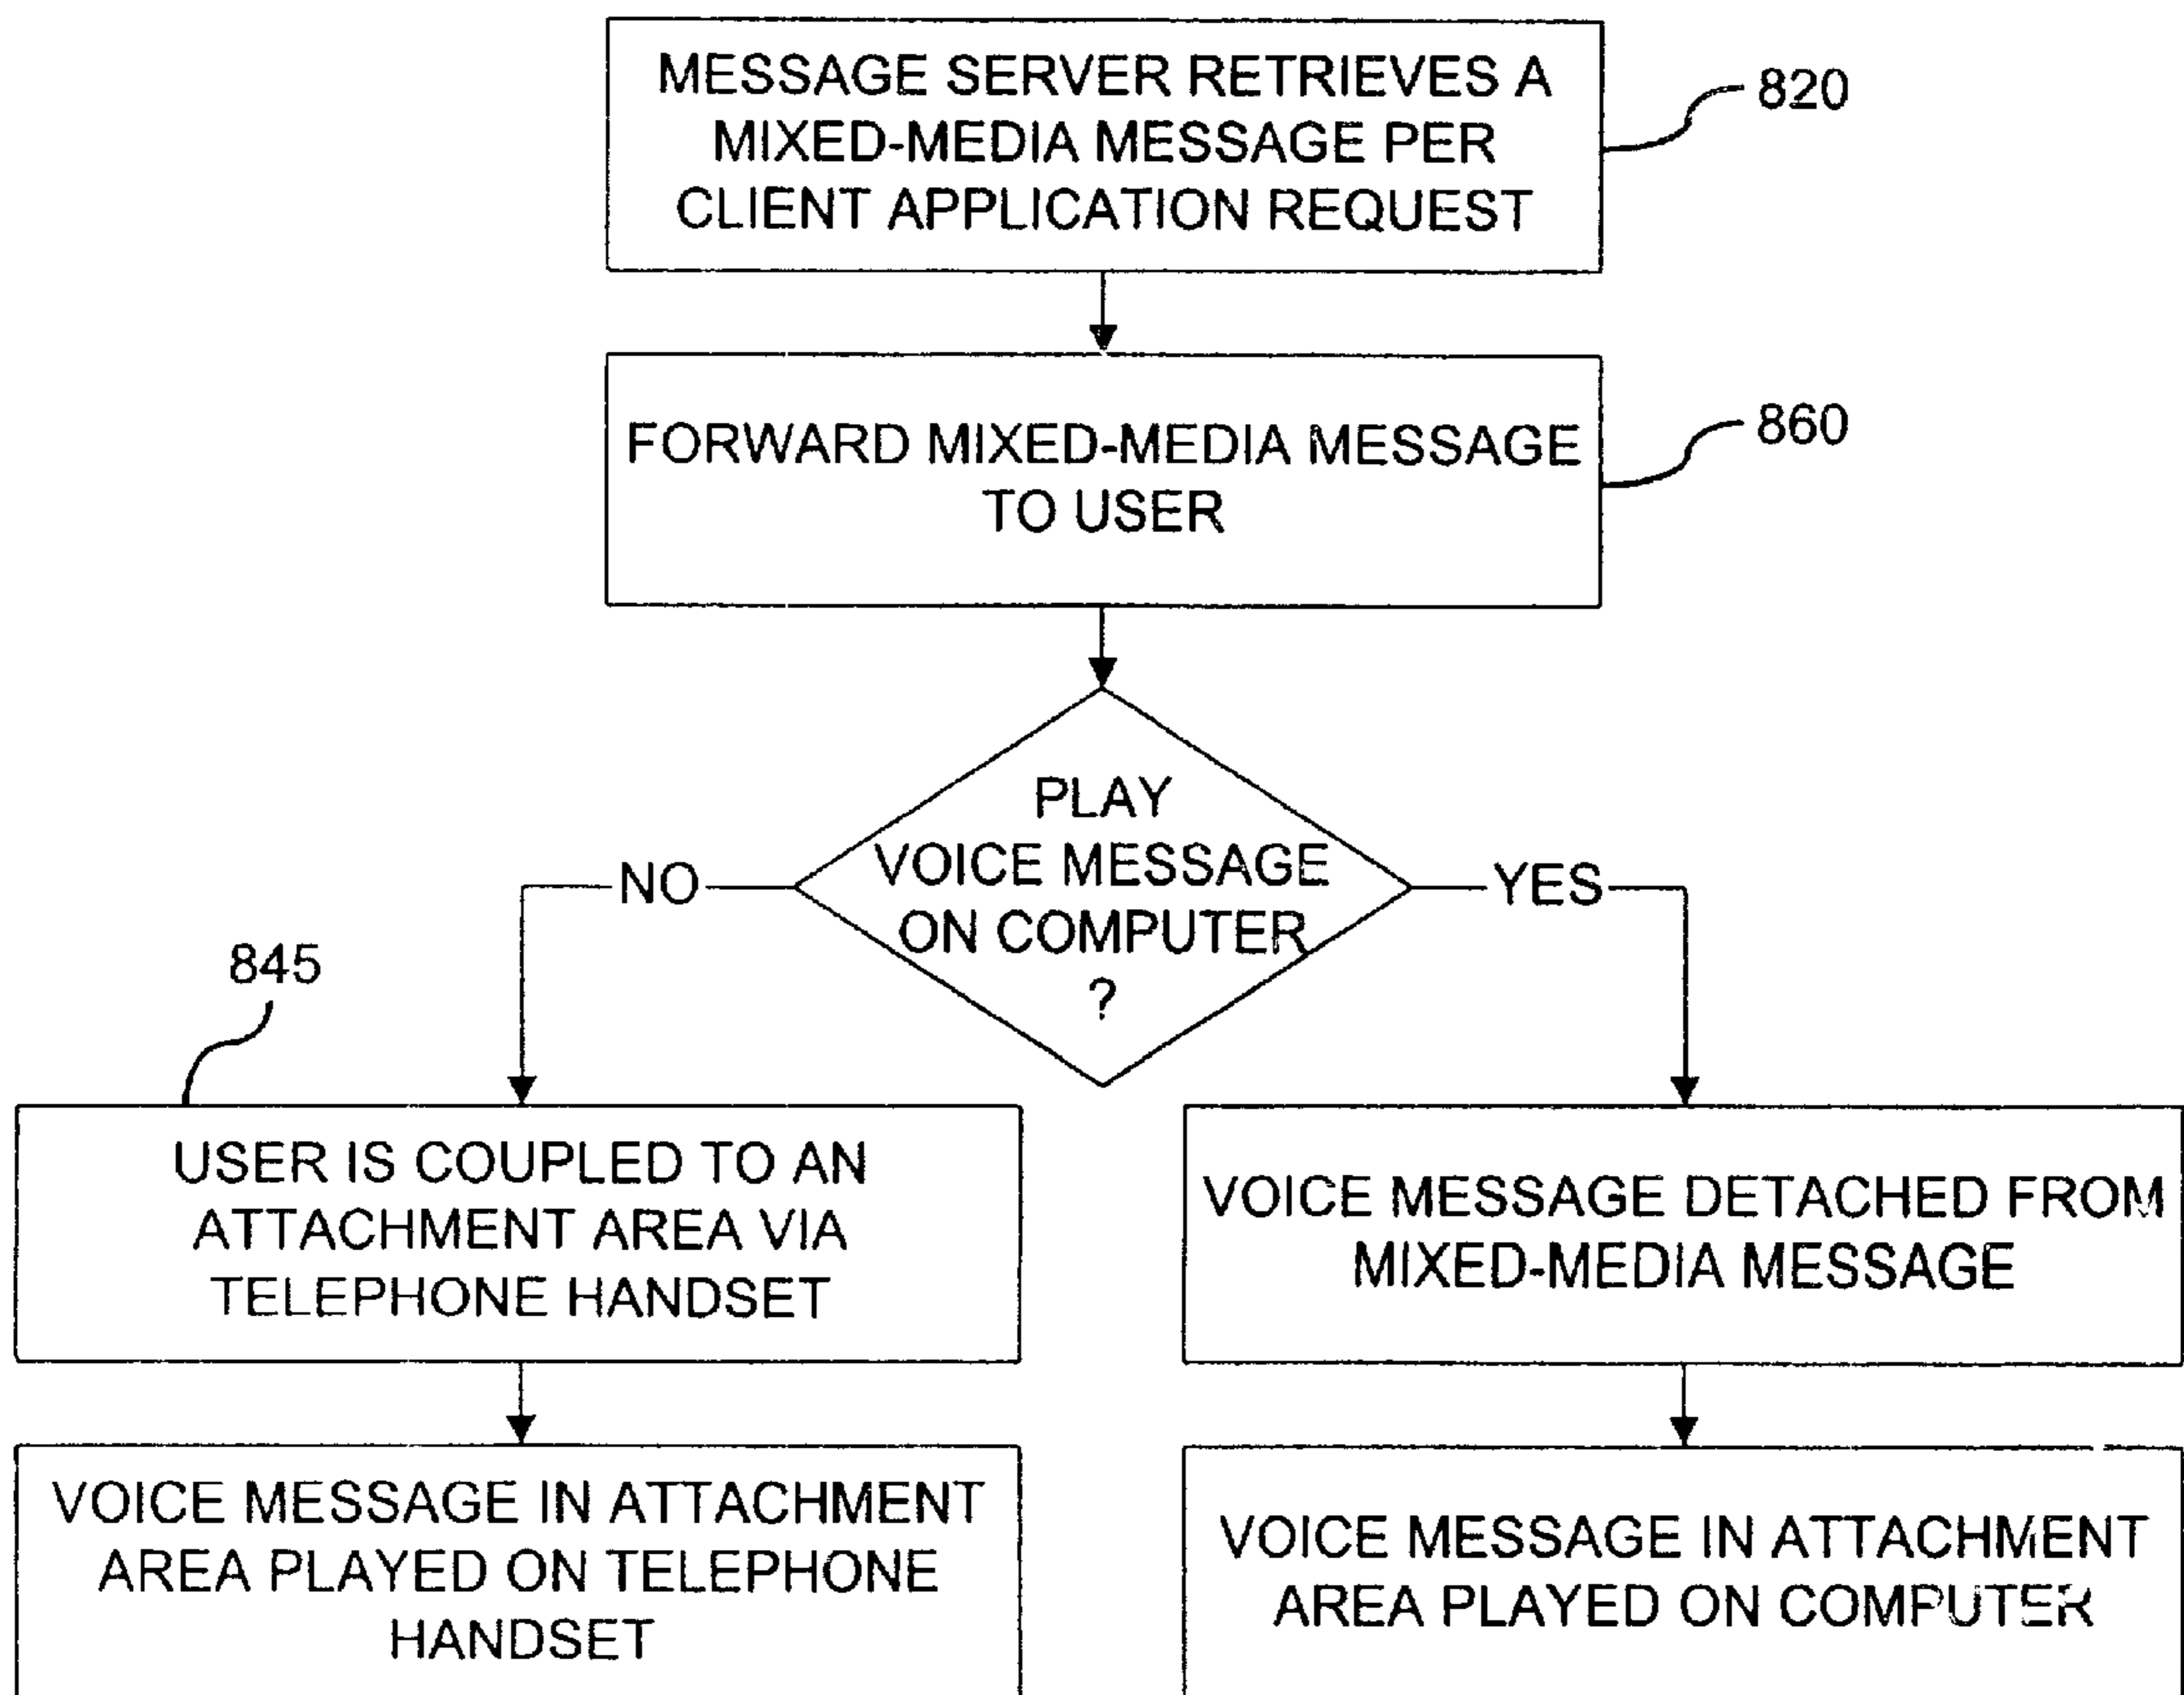 MESSAGE SERVER RETRIEVES A
MIXED-MEDIA MESSAGE PER
CLIENT APPLICATION REQUEST
820
FORWARD MIXED-MEDIA MESSAGE
TO USER
860
PLAY
VOICE MESSAGE
ON COMPUTER
?
NO
YES
845
USER IS COUPLED TO AN
ATTACHMENT AREA VIA
TELEPHONE HANDSET
VOICE MESSAGE DETACHED FROM
MIXED-MEDIA MESSAGE
VOICE MESSAGE IN ATTACHMENT
AREA PLAYED ON TELEPHONE
HANDSET
VOICE MESSAGE IN ATTACHMENT
AREA PLAYED ON COMPUTER